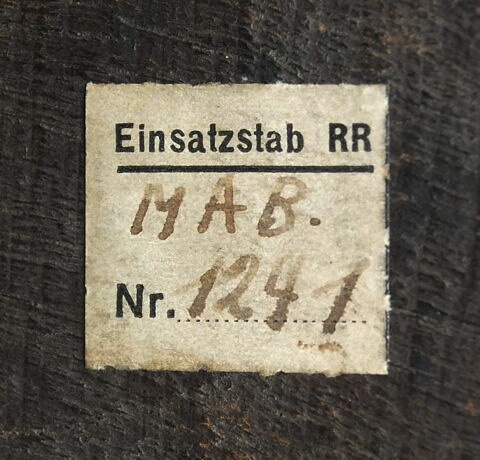 Einsatzstab RR
MAB.
Nr. 1241